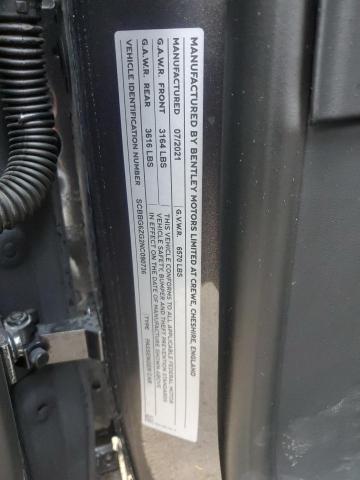 MANUFACTURED BY BENTLEY MOTORS LIMITED AT CREWE, CHESHIRE, ENGLAND
MANUFACTURED 07/2021 G.V.W.R. 6570 LBS
G.A.W.R. FRONT 3164 LBS
G.A.W.R. REAR 3616 LBS
THIS VEHICLE CONFORMS TO ALL APPLICABLE FEDERAL MOTOR
VEHICLE SAFETY, BUMPER AND THEFT PREVENTION STANDARDS
IN EFFECT ON THE DATE OF MANUFACTURE SHOWN ABOVE
VEHICLE IDENTIFICATION NUMBER: SCBBG6ZG2NC090736 TYPE: PASSENGER CAR